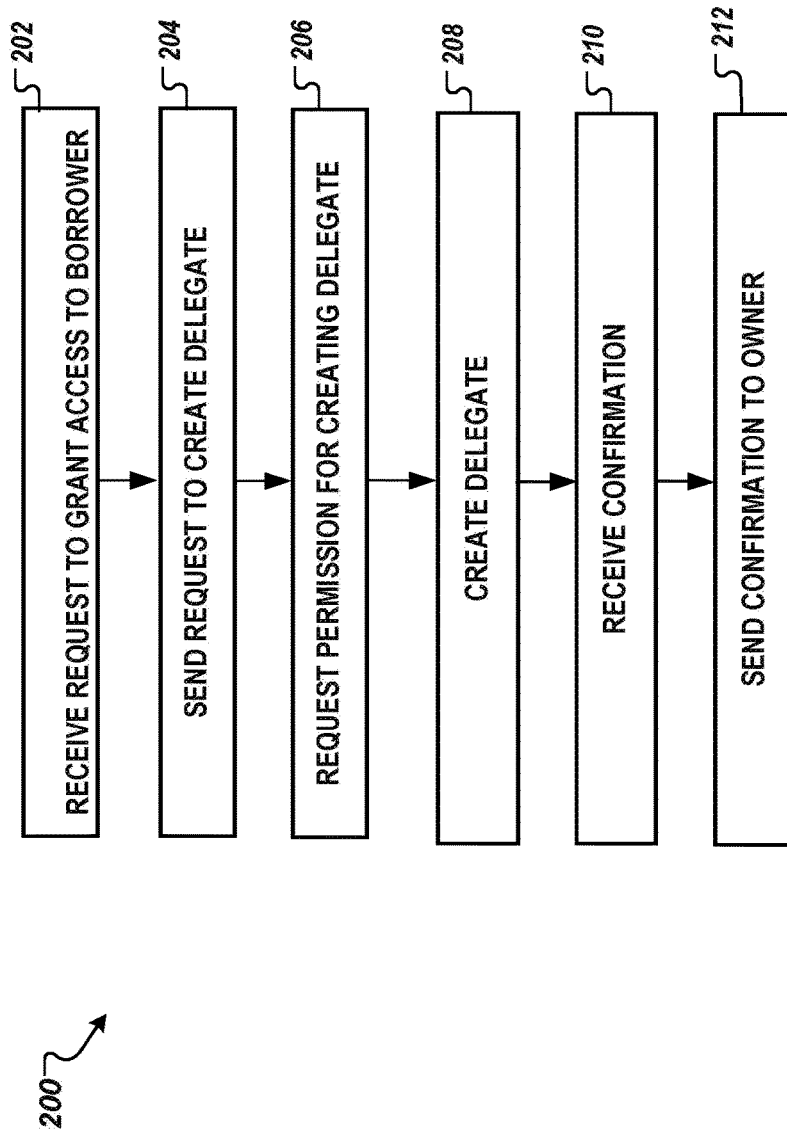 200
202
RECEIVE REQUEST TO GRANT ACCESS TO BORROWER
204
SEND REQUEST TO CREATE DELEGATE
206
REQUEST PERMISSION FOR CREATING DELEGATE
208
CREATE DELEGATE
210
RECEIVE CONFIRMATION
212
SEND CONFIRMATION TO OWNER